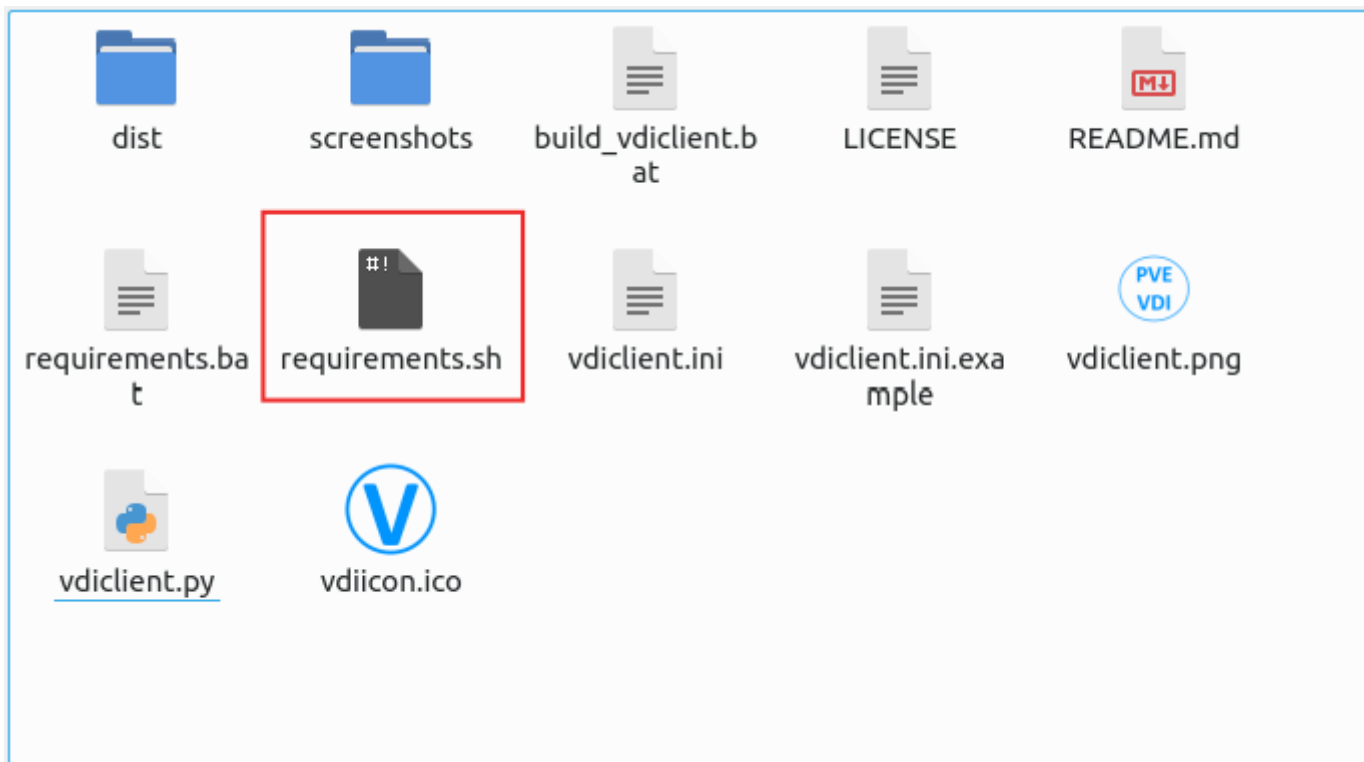 dist
screenshots
build_vdiclient.b
at
LICENSE
M↓
README.md
requirements.ba
t
#!
requirements.sh
vdiclient.ini
vdiclient.ini.exa
mple
PVE
VDI
vdiclient.png
vdiclient.py
V
vdiicon.ico